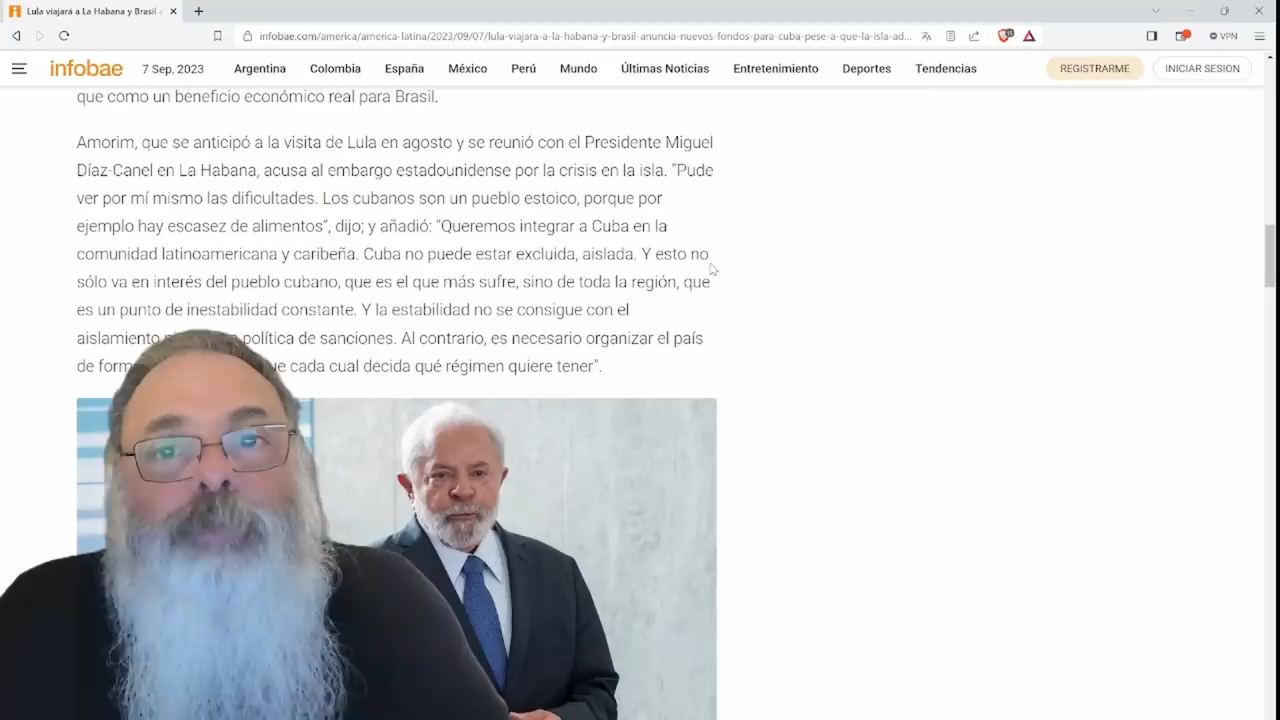 Lula viajará a La Habana y Brasil
infobae.com/america/america-latina/2023/09/07/lula-viajara-a-la-habana-y-brasil-anuncia-nuevos-fondos-para-cuba-pese-a-que-la-isla-ad...
VPN
infobae 7 Sep, 2023 Argentina Colombia España México Perú Mundo Últimas Noticias Entretenimiento Deportes Tendencias REGISTRARME INICIAR SESION
que como un beneficio económico real para Brasil.
Amorim, que se anticipó a la visita de Lula en agosto y se reunió con el Presidente Miguel
Díaz-Canel en La Habana, acusa al embargo estadounidense por la crisis en la isla. "Pude
ver por mí mismo las dificultades. Los cubanos son un pueblo estoico, porque por
ejemplo hay escasez de alimentos", dijo; y añadió: "Queremos integrar a Cuba en la
comunidad latinoamericana y caribeña. Cuba no puede estar excluida, aislada. Y esto no
sólo va en interés del pueblo cubano, que es el que más sufre, sino de toda la región, que
es un punto de inestabilidad constante. Y la estabilidad no se consigue con el
aislamiento política de sanciones. Al contrario, es necesario organizar el país
de cada cual decida qué régimen quiere tener".